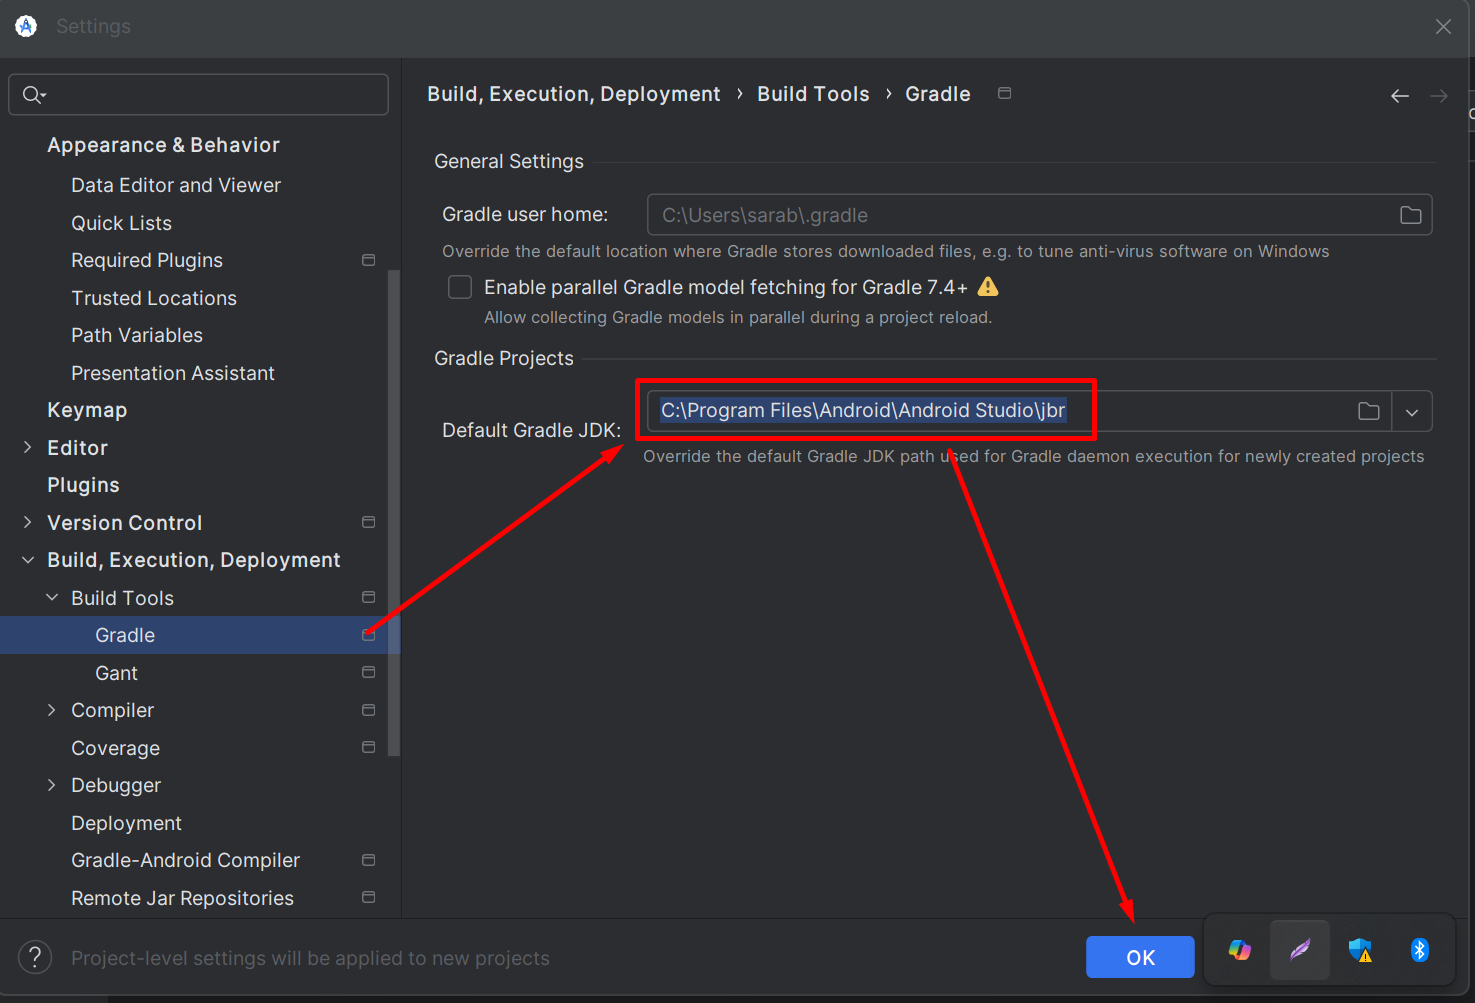 Settings
Appearance & Behavior
Data Editor and Viewer
Quick Lists
Required Plugins
Trusted Locations
Path Variables
Presentation Assistant
Keymap
Editor
Plugins
Version Control
Build, Execution, Deployment
Build Tools
Gradle
Gant
Compiler
Coverage
Debugger
Deployment
Gradle-Android Compiler
Remote Jar Repositories
Build, Execution, Deployment › Build Tools › Gradle
General Settings
Gradle user home: C:\Users\sarab\.gradle
Override the default location where Gradle stores downloaded files, e.g. to tune anti-virus software on Windows
Enable parallel Gradle model fetching for Gradle 7.4+
Allow collecting Gradle models in parallel during a project reload.
Gradle Projects
Default Gradle JDK: C:\Program Files\Android\Android Studio\jbr
Override the default Gradle JDK path used for Gradle daemon execution for newly created projects
? Project-level settings will be applied to new projects
OK